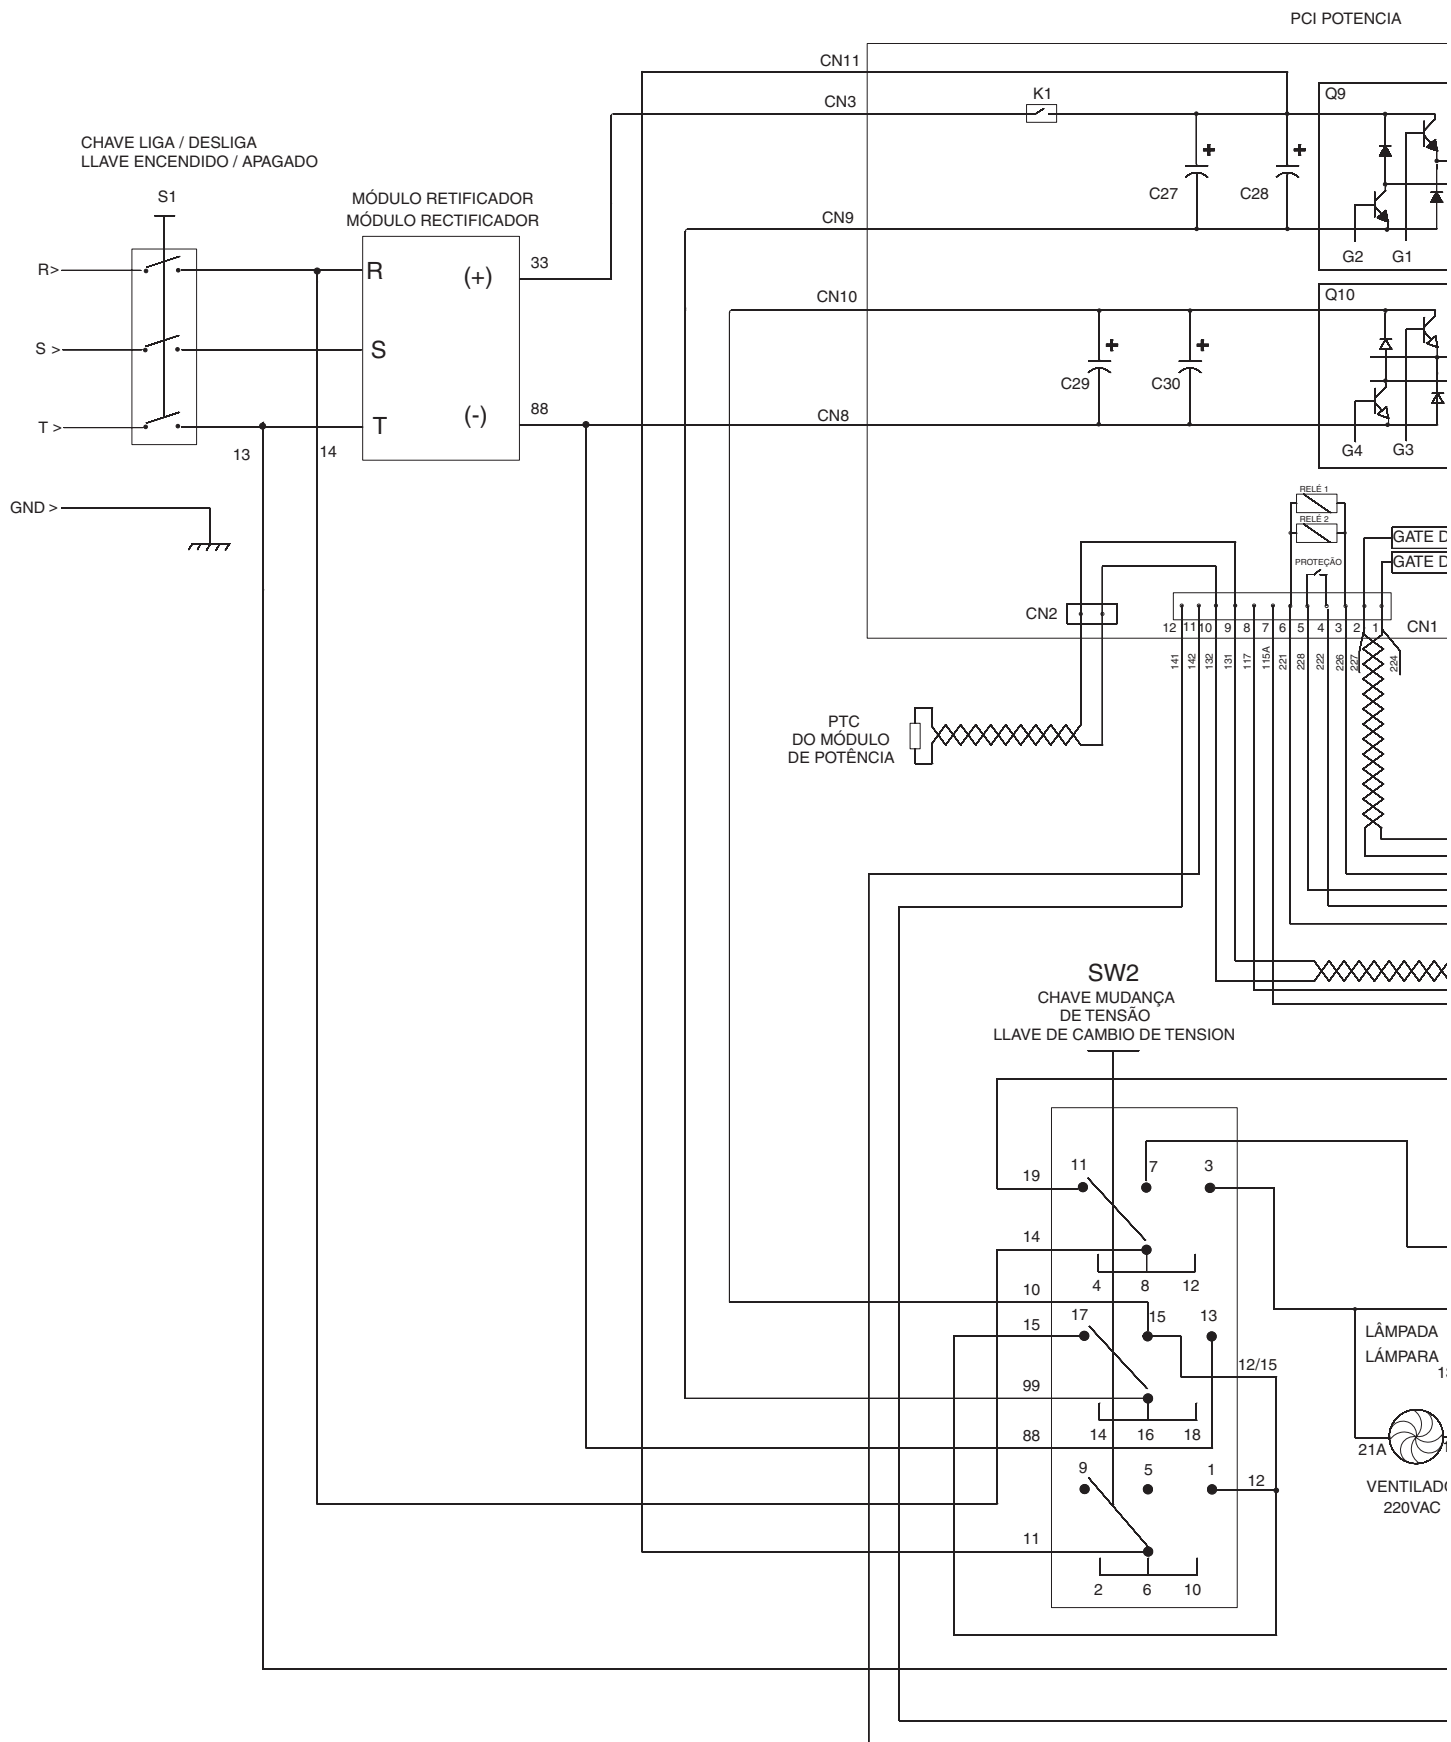 PCI POTENCIA
CN11
CN3
K1
Q9
CHAVE LIGA / DESLIGA
LLAVE ENCENDIDO / APAGADO
S1
MÓDULO RETIFICADOR
MÓDULO RECTIFICADOR
C27
C28
CN9
R>
R
(+)
33
G2
G1
CN10
Q10
S >
S
C29
C30
(-)
88
CN8
T >
T
13
14
G4
G3
GND >
RELÉ 1
RELÉ 2
GATE D
PROTEÇÃO
GATE D
CN2
12
11
10
9
8
7
6
5
4
3
2
1
CN1
141
142
132
131
117
115A
221
228
222
226
227
224
PTC
DO MÓDULO
DE POTÊNCIA
SW2
CHAVE MUDANÇA
DE TENSÃO
LLAVE DE CAMBIO DE TENSION
19
11
7
3
14
4
8
12
10
15
17
15
13
LÂMPADA
LÁMPARA
12/15
99
88
14
16
18
21A
9
5
1
12
VENTILADO
220VAC
11
2
6
10